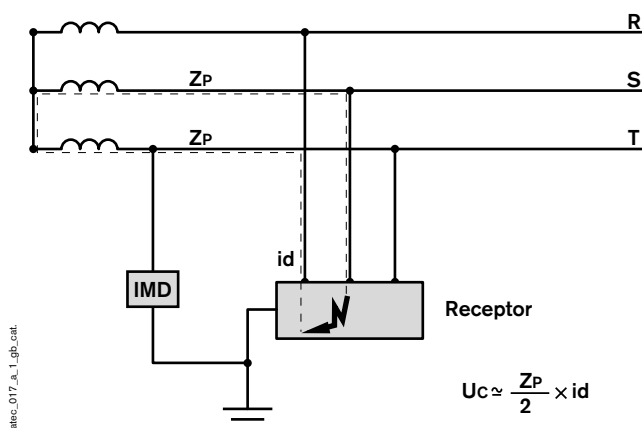 R
ZP
S
ZP
T
id
IMD
Receptor
UC ≃ ZP / 2 × id
atec_017_a_1_gb_cat.